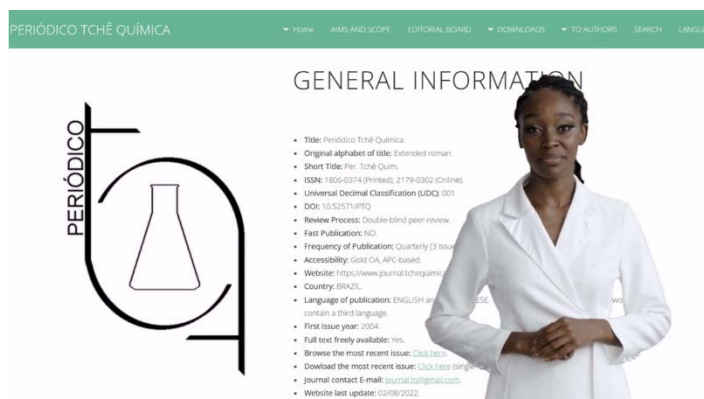 PERIÓDICO TCHÊ QUÍMICA
Home AIMS AND SCOPE EDITORIAL BOARD DOWNLOADS TO AUTHORS SEARCH LANGU
GENERAL INFORMATION
PERIÓDICO
Title: Periódico Tchê Química.
Original alphabet of title: Extended roman.
Short Title: Per. Tchê Quím.
ISSN: 1806-0374 (Printed); 2179-0302 (Online).
Universal Decimal Classification (UDC): 001
DOI: 10.52571/PTQ
Review Process: Double-blind peer-review.
Fast Publication: NO.
Frequency of Publication: Quarterly [3 issue
Accessibility: Gold OA, APC-based.
Website: https://www.journal.tchequimica
Country: BRAZIL.
Language of publication: ENGLISH an ESE.
contain a third language.
First issue year: 2004.
Full text freely available: Yes.
Browse the most recent issue: Click here.
Dowload the most recent issue: Click here (single-
Journal contact E-mail: journal.tq@gmail.com.
Website last update: 02/08/2022.